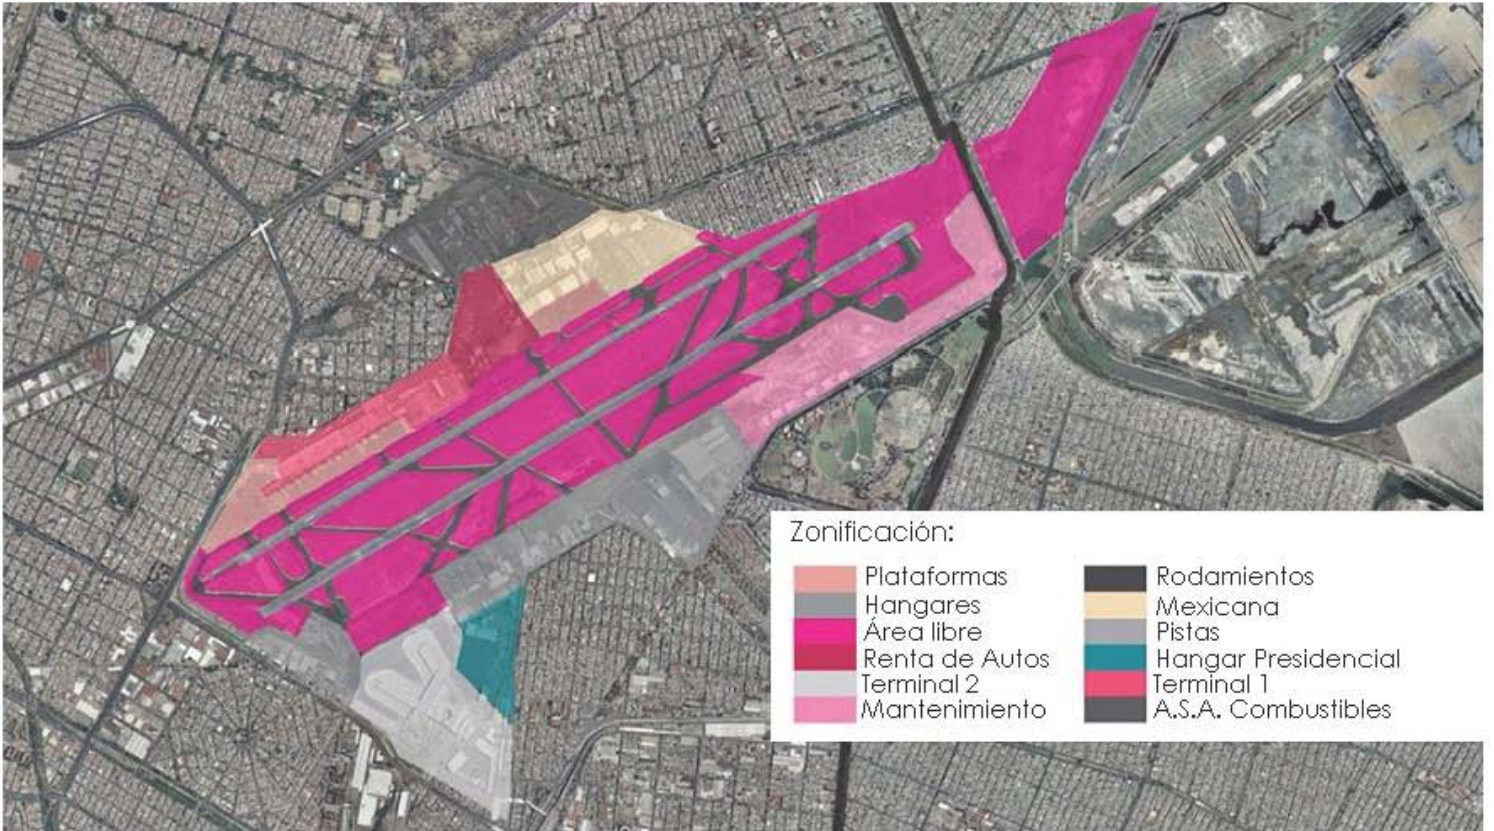 Zonificación:
Plataformas
Hangares
Área libre
Renta de Autos
Terminal 2
Mantenimiento
Rodamientos
Mexicana
Pistas
Hangar Presidencial
Terminal 1
A.S.A. Combustibles